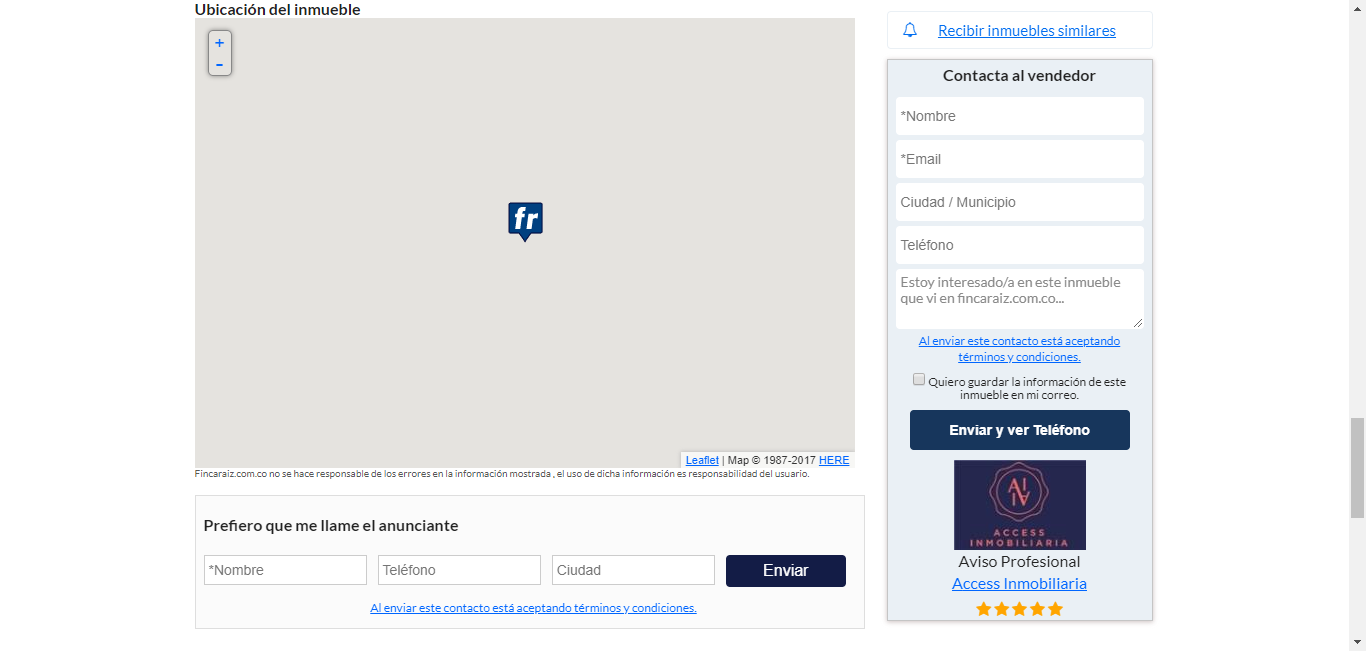 Ubicación del inmueble
+
-
fr
Leaflet | Map © 1987-2017 HERE
Fincaraiz.com.co no se hace responsable de los errores en la información mostrada , el uso de dicha información es responsabilidad del usuario.
Prefiero que me llame el anunciante
*Nombre
Teléfono
Ciudad
Enviar
Al enviar este contacto está aceptando términos y condiciones.
Recibir inmuebles similares
Contacta al vendedor
*Nombre
*Email
Ciudad / Municipio
Teléfono
Estoy interesado/a en este inmueble
que vi en fincaraiz.com.co...
Al enviar este contacto está aceptando
términos y condiciones.
Quiero guardar la información de este
inmueble en mi correo.
Enviar y ver Teléfono
ACCESS
INMOBILIARIA
Aviso Profesional
Access Inmobiliaria